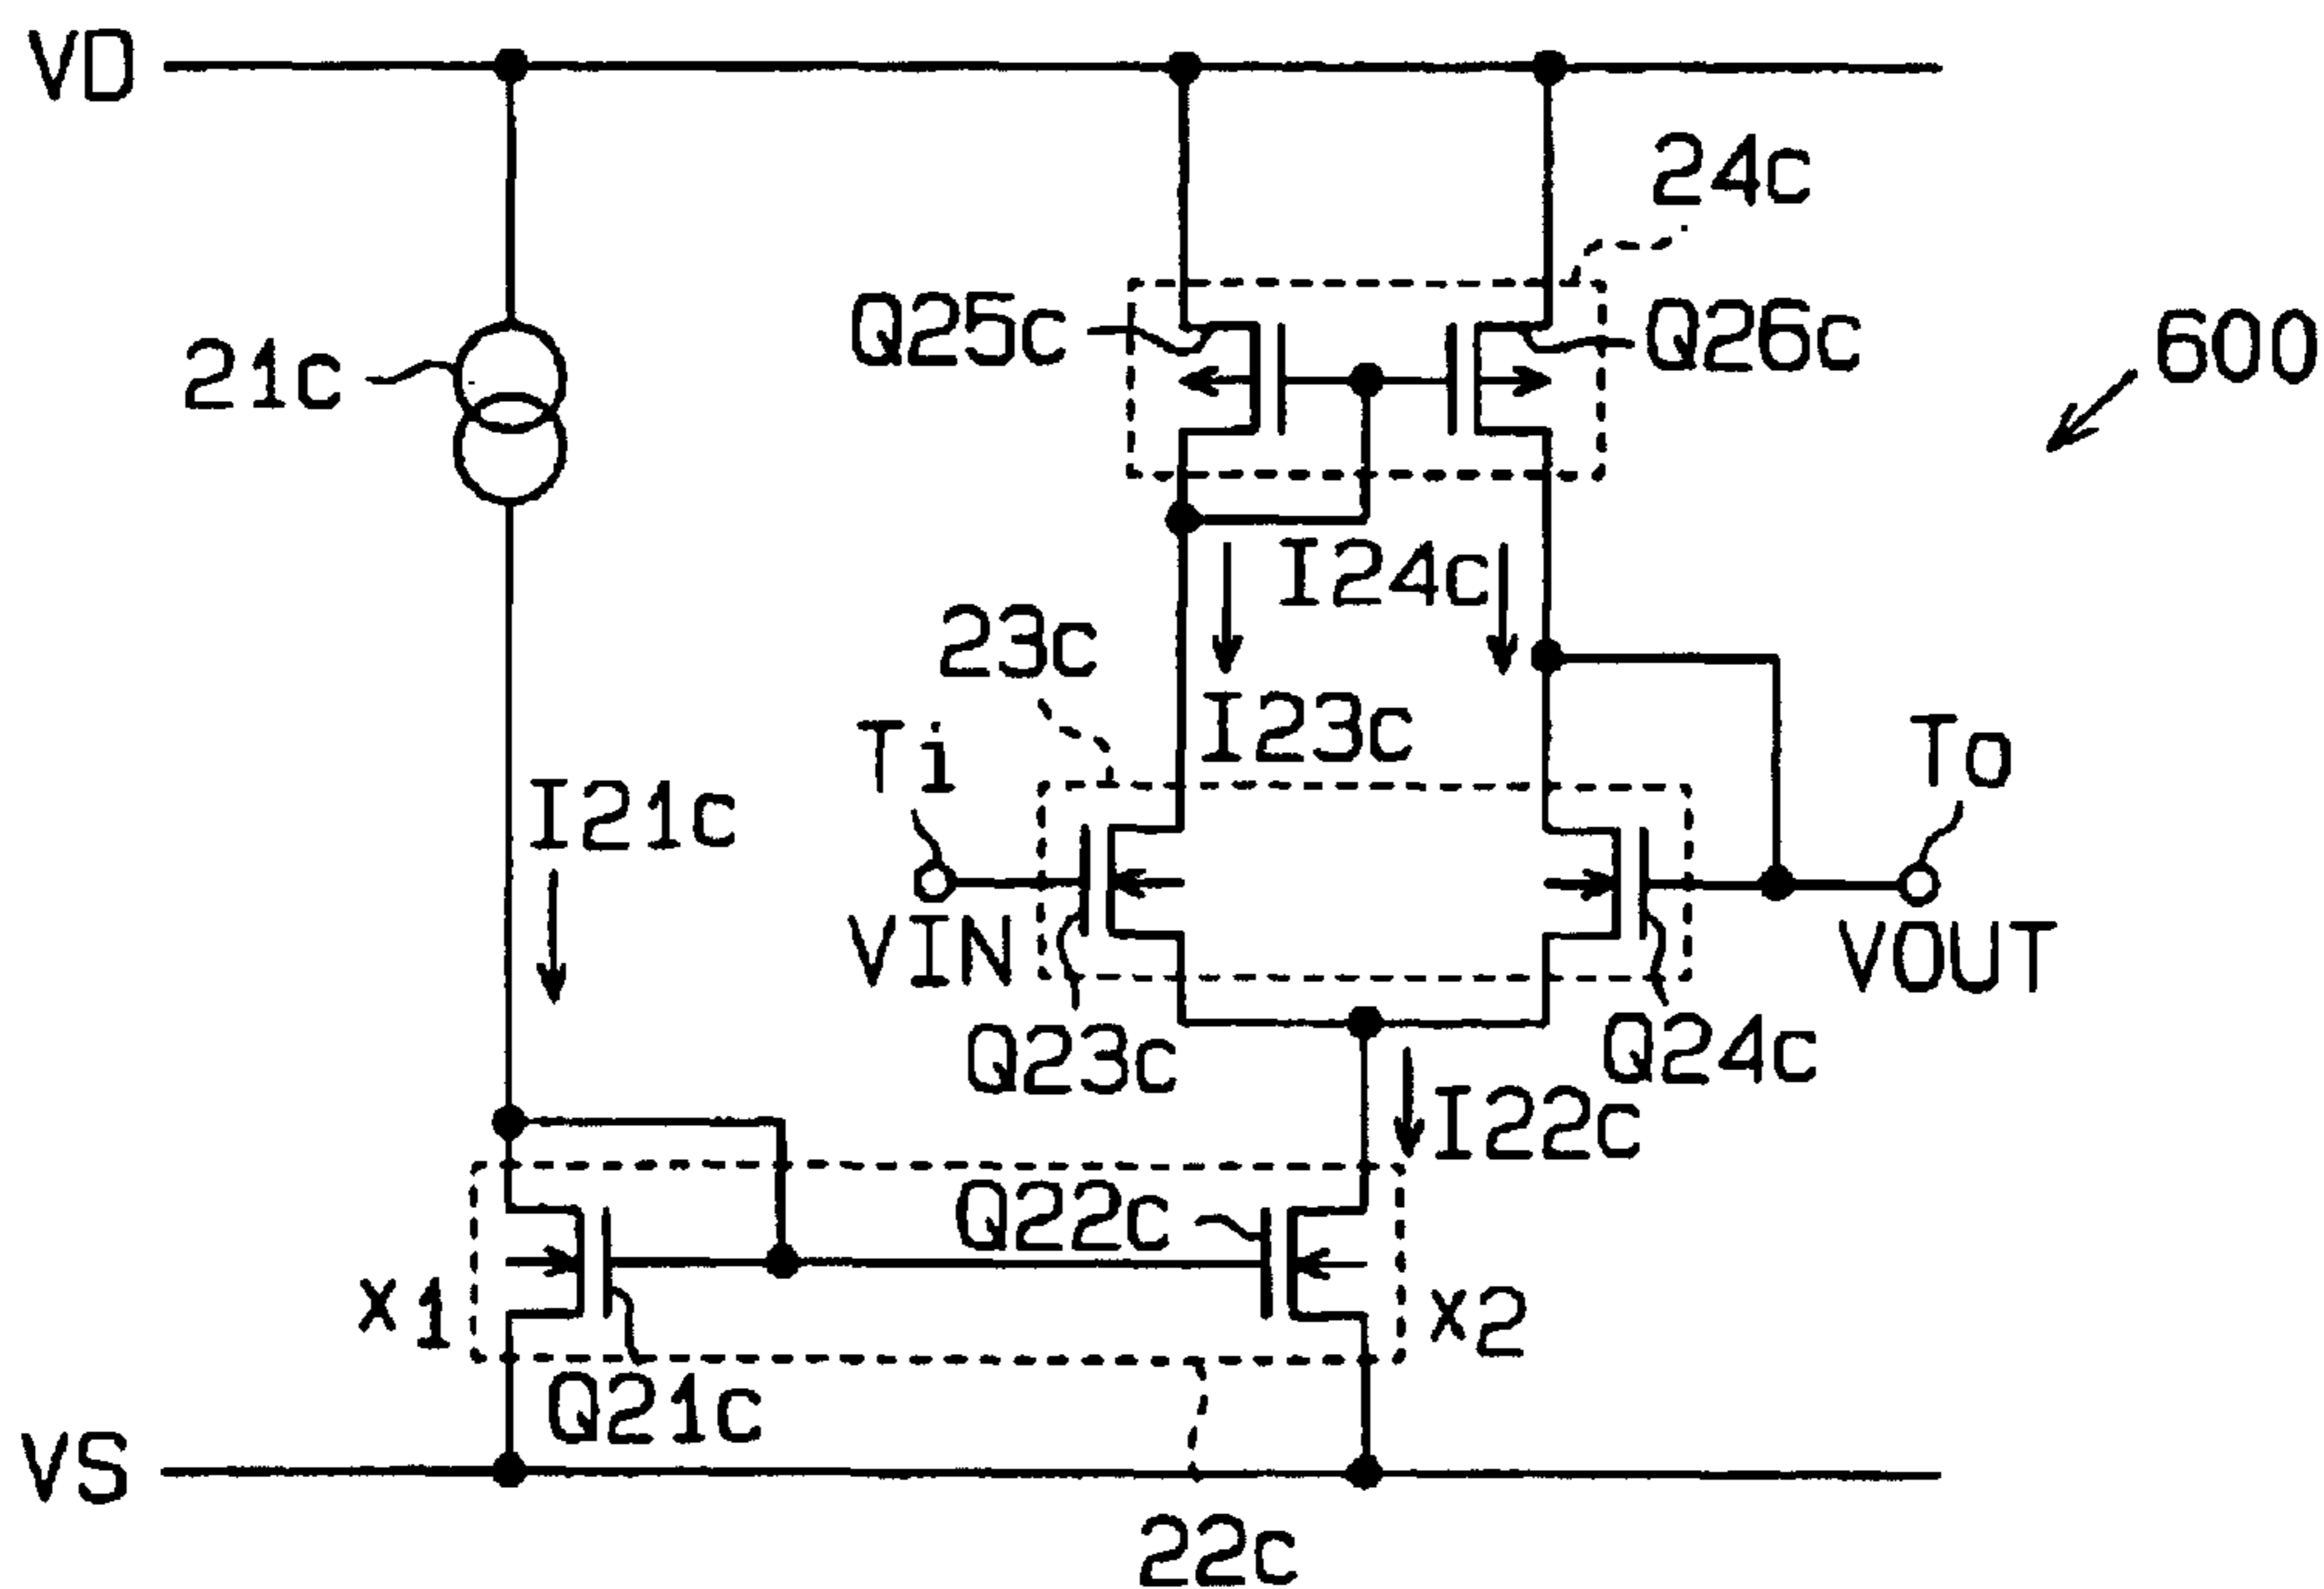 VD
24c
Q25c
Q26c
600
21c
I24c
23c
I23c
Ti
To
I21c
VIN
VOUT
Q23c
Q24c
I22c
Q22c
x1
x2
Q21c
VS
22c